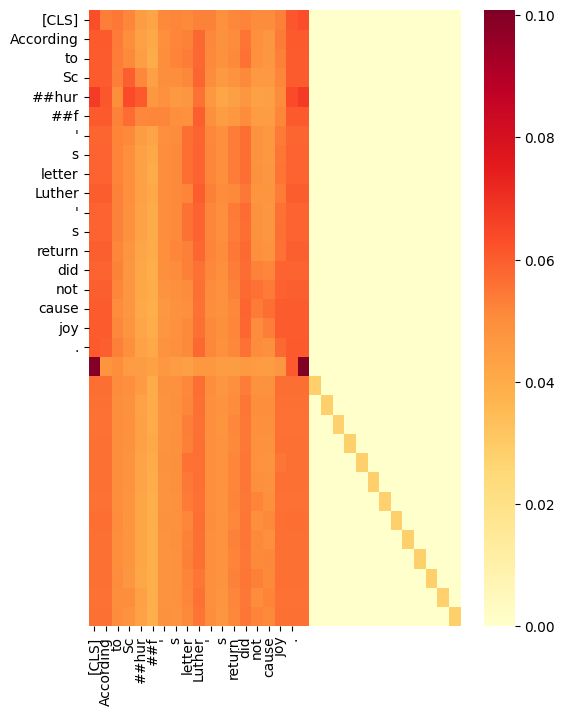 [CLS]
According
to
Sc
##hur
##f
'
s
letter
Luther
'
s
return
did
not
cause
joy
.
0.10
0.08
0.06
0.04
0.02
0.00
[CLS]
According
to
Sc
##hur
##f
'
s
letter
Luther
'
s
return
did
not
cause
joy
.